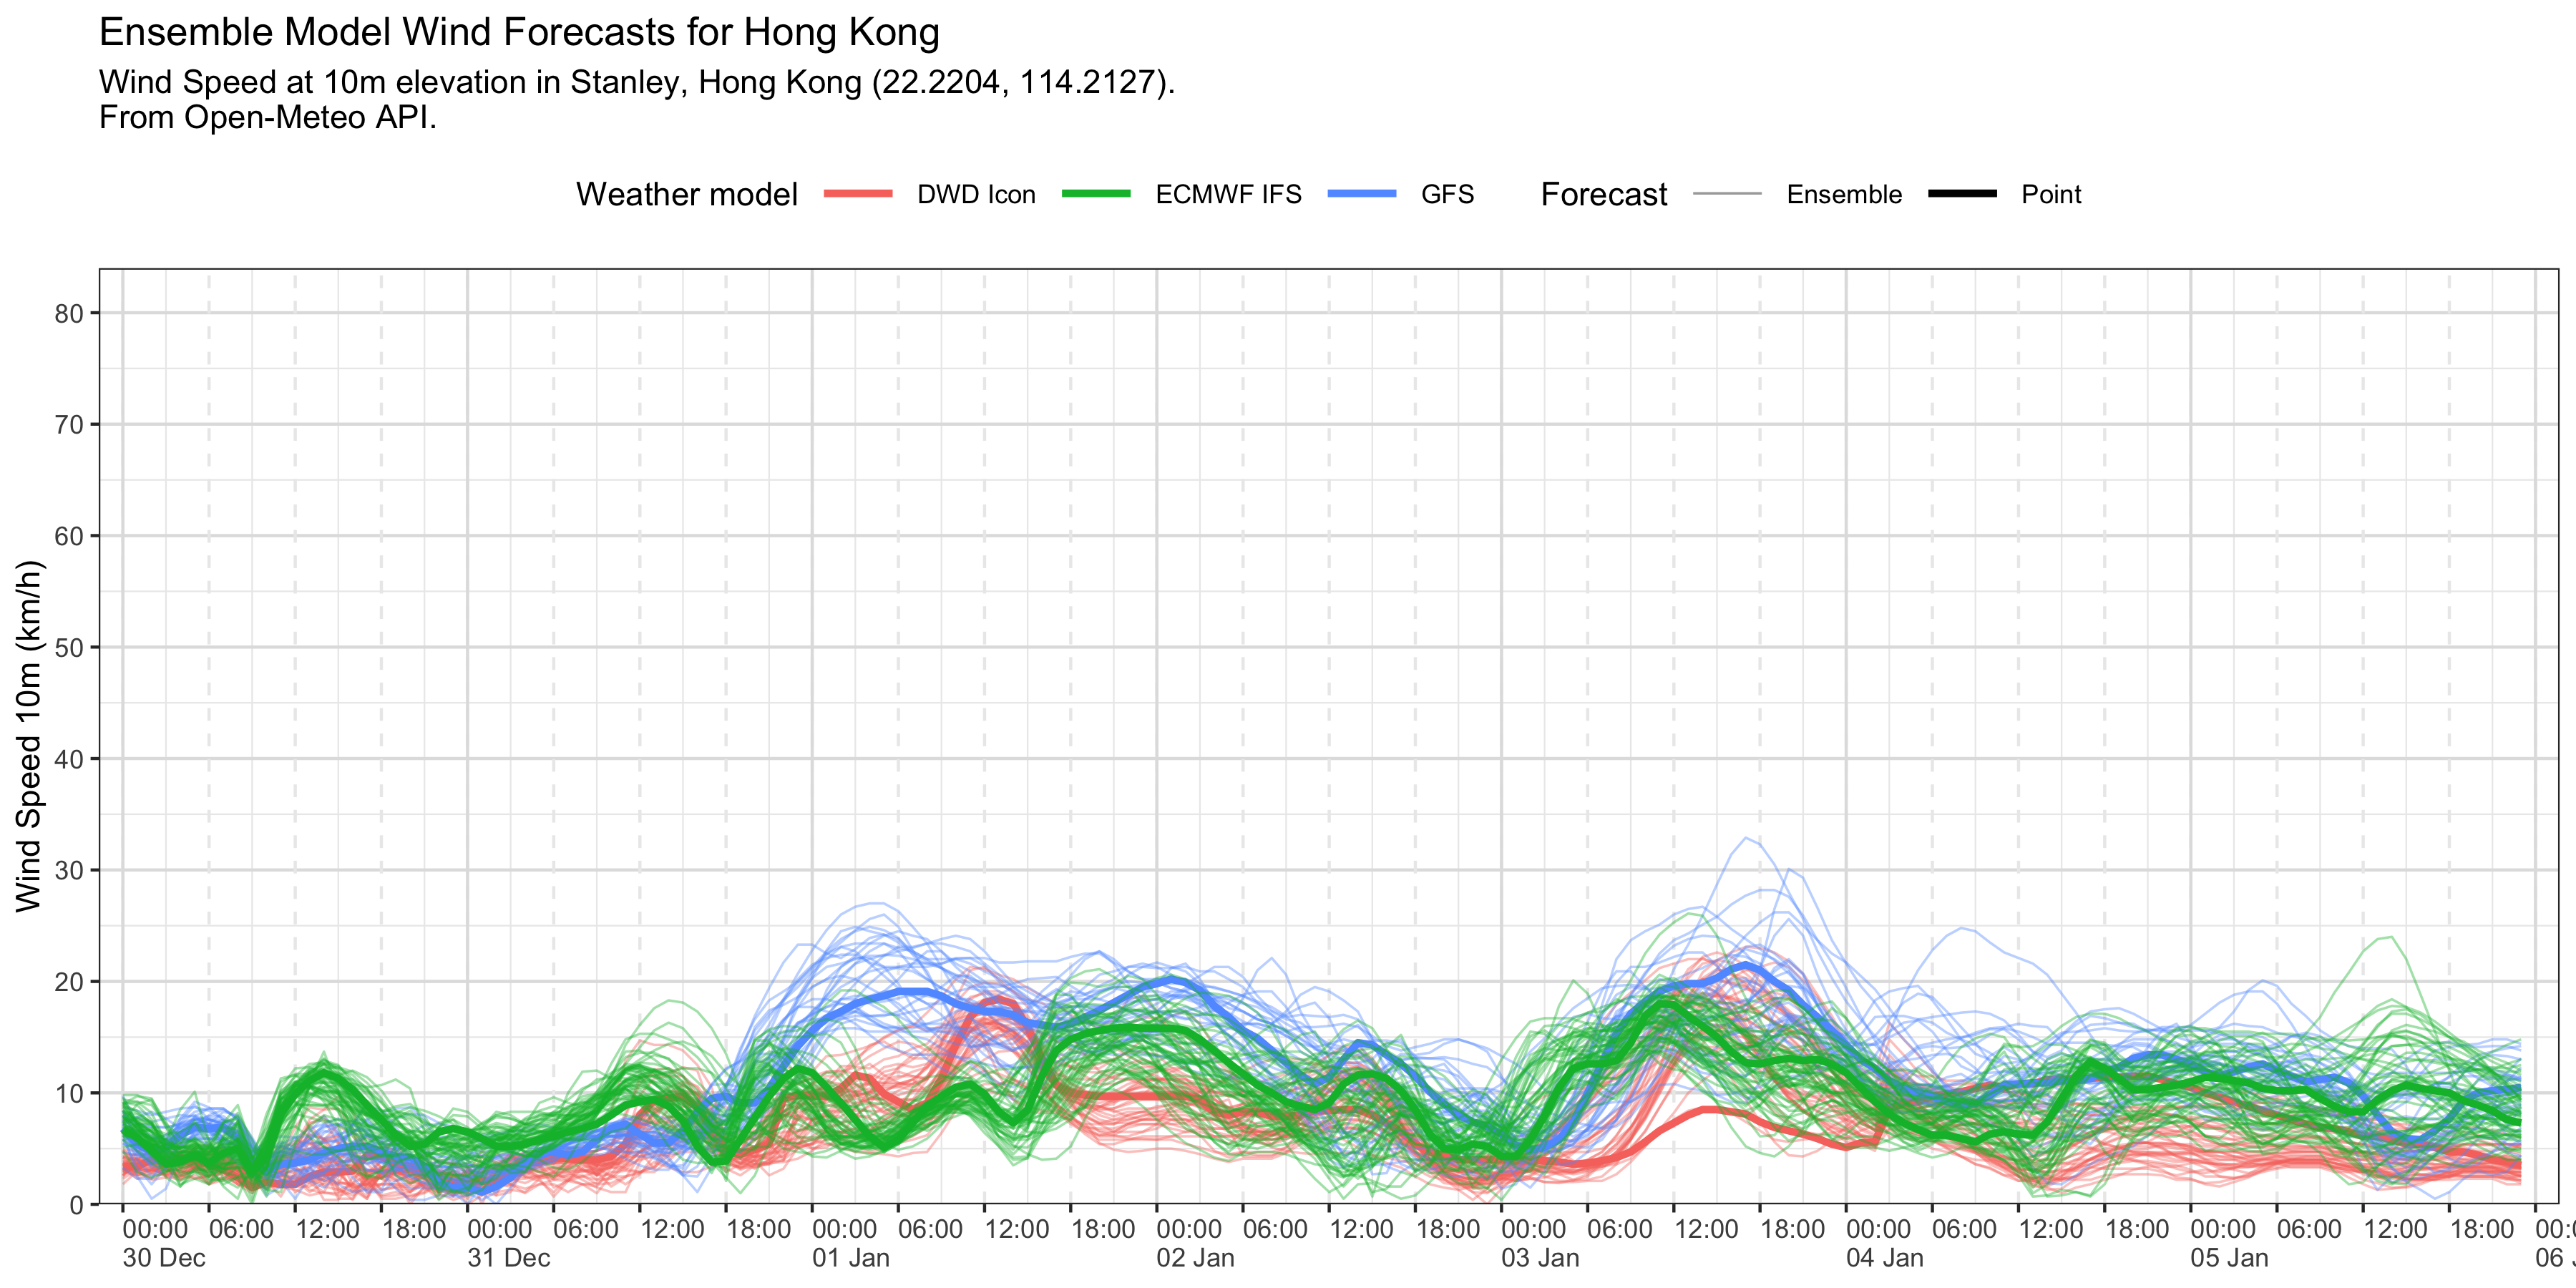 Ensemble Model Wind Forecasts for Hong Kong
Wind Speed at 10m elevation in Stanley, Hong Kong (22.2204, 114.2127).
From Open-Meteo API.
Weather model DWD Icon ECMWF IFS GFS Forecast Ensemble Point
Wind Speed 10m (km/h)
80
70
60
50
40
30
20
10
0
00:00 06:00 12:00 18:00 00:00 06:00 12:00 18:00 00:00 06:00 12:00 18:00 00:00 06:00 12:00 18:00 00:00 06:00 12:00 18:00 00:00 06:00 12:00 18:00 00:00 06:00 12:00 18:00 00:0
30 Dec 31 Dec 01 Jan 02 Jan 03 Jan 04 Jan 05 Jan 06